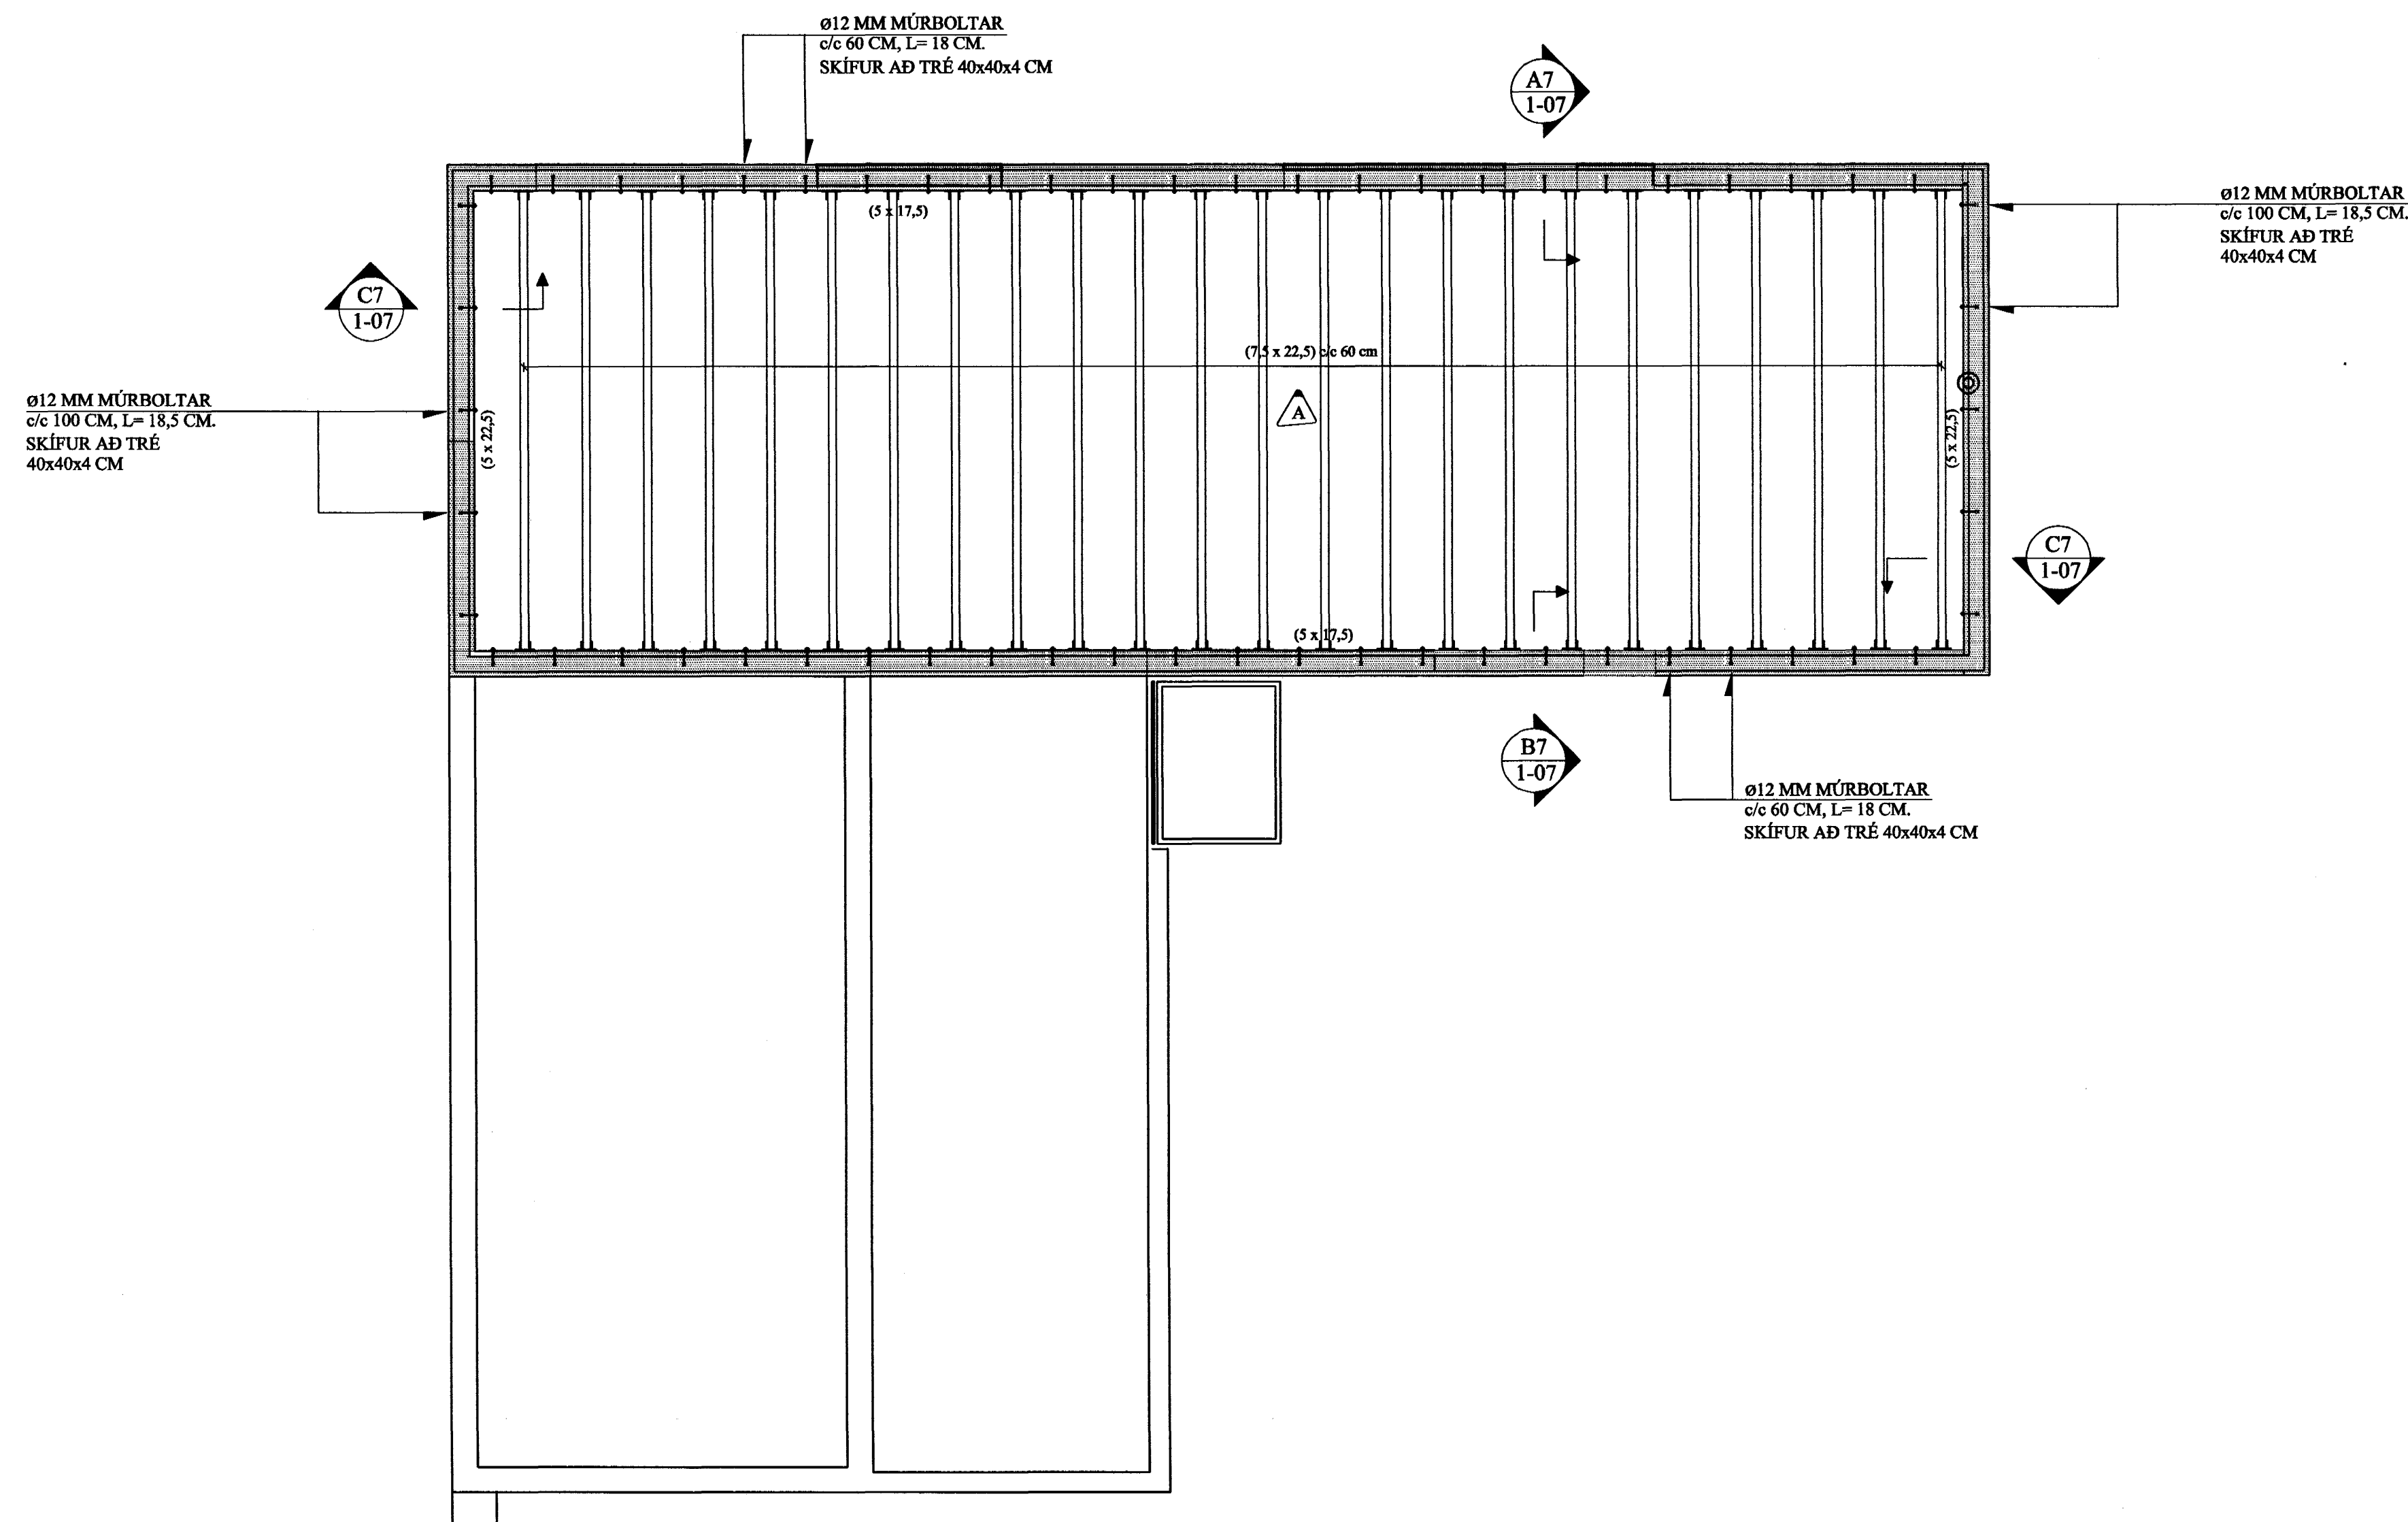 ø12 MM MÚRBOLTAR
c/c 60 CM, L= 18 CM.
SKÍFUR AÐ TRÉ 40x40x4 CM
A7
1-07
ø12 MM MÚRBOLTAR
c/c 100 CM, L= 18,5 CM.
SKÍFUR AÐ TRÉ
40x40x4 CM
(5 x 17,5)
C7
1-07
(7,5 x 22,5) c/c 60 cm
A
ø12 MM MÚRBOLTAR
c/c 100 CM, L= 18,5 CM.
SKÍFUR AÐ TRÉ
40x40x4 CM
(5 x 22,5)
(5 x 22,5)
C7
1-07
(5 x 17,5)
B7
1-07
ø12 MM MÚRBOLTAR
c/c 60 CM, L= 18 CM.
SKÍFUR AÐ TRÉ 40x40x4 CM